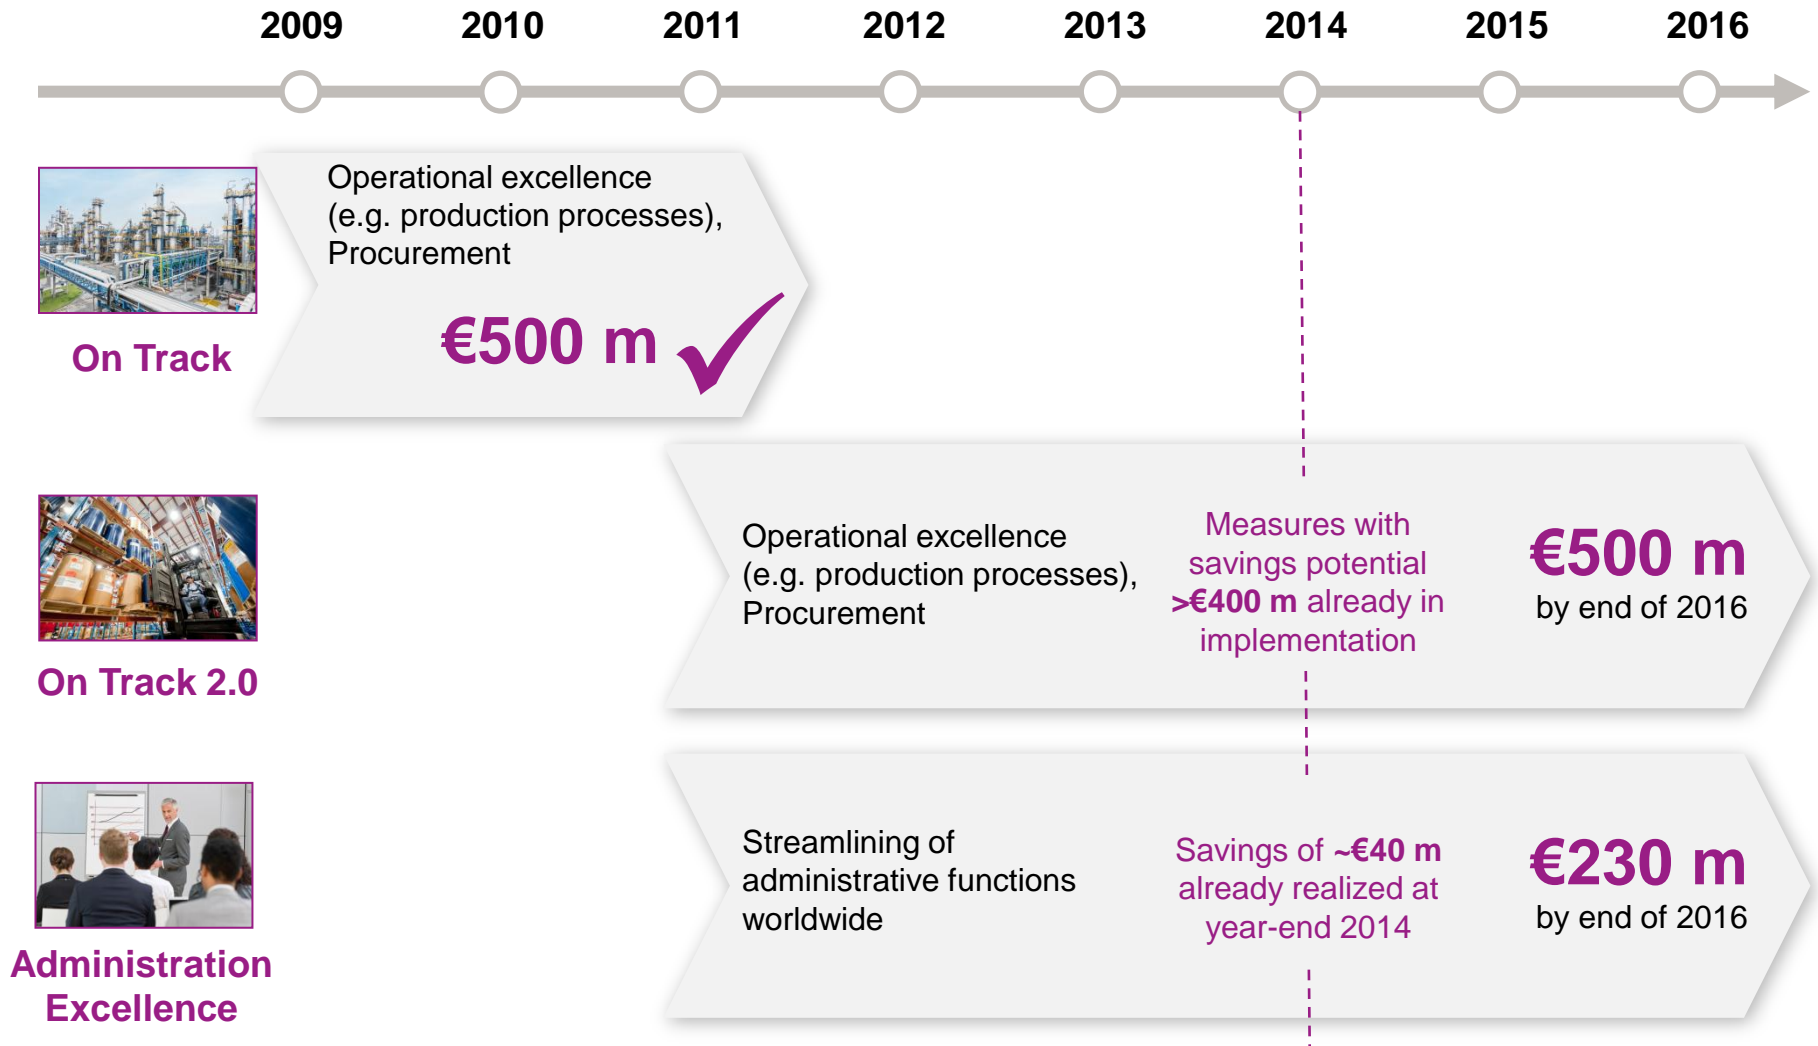 2009 2010 2011 2012 2013 2014 2015 2016
Operational excellence
(e.g. production processes),
Procurement
€500 m
On Track
Operational excellence
(e.g. production processes),
Procurement
Measures with
savings potential
>€400 m already in
implementation
€500 m
by end of 2016
On Track 2.0
Streamlining of
administrative functions
worldwide
Savings of ~€40 m
already realized at
year-end 2014
€230 m
by end of 2016
Administration
Excellence